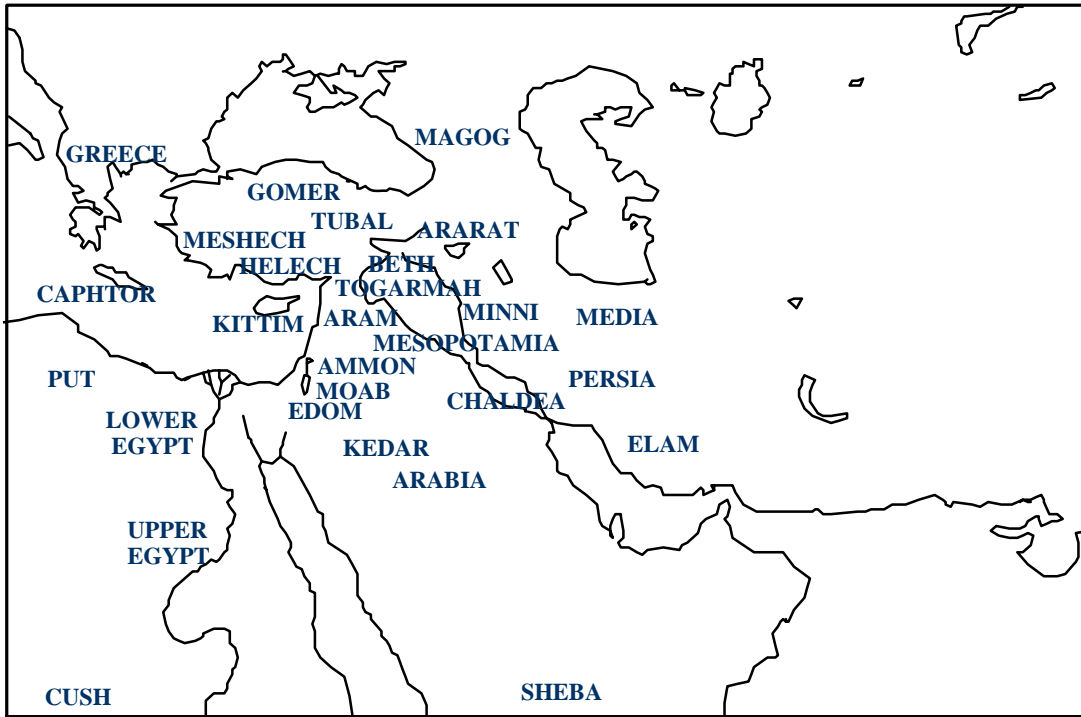 MAGOG
GREECE
GOMER
TUBAL
ARARAT
MESHECH
HELECH
BETH
TOGARMAH
CAPHTOR
KITTIM
ARAM
MINNI
MEDIA
MESOPOTAMIA
AMMON
PUT
PERSIA
MOAB
CHALDEA
EDOM
LOWER
EGYPT
KEDAR
ELAM
ARABIA
UPPER
EGYPT
CUSH
SHEBA